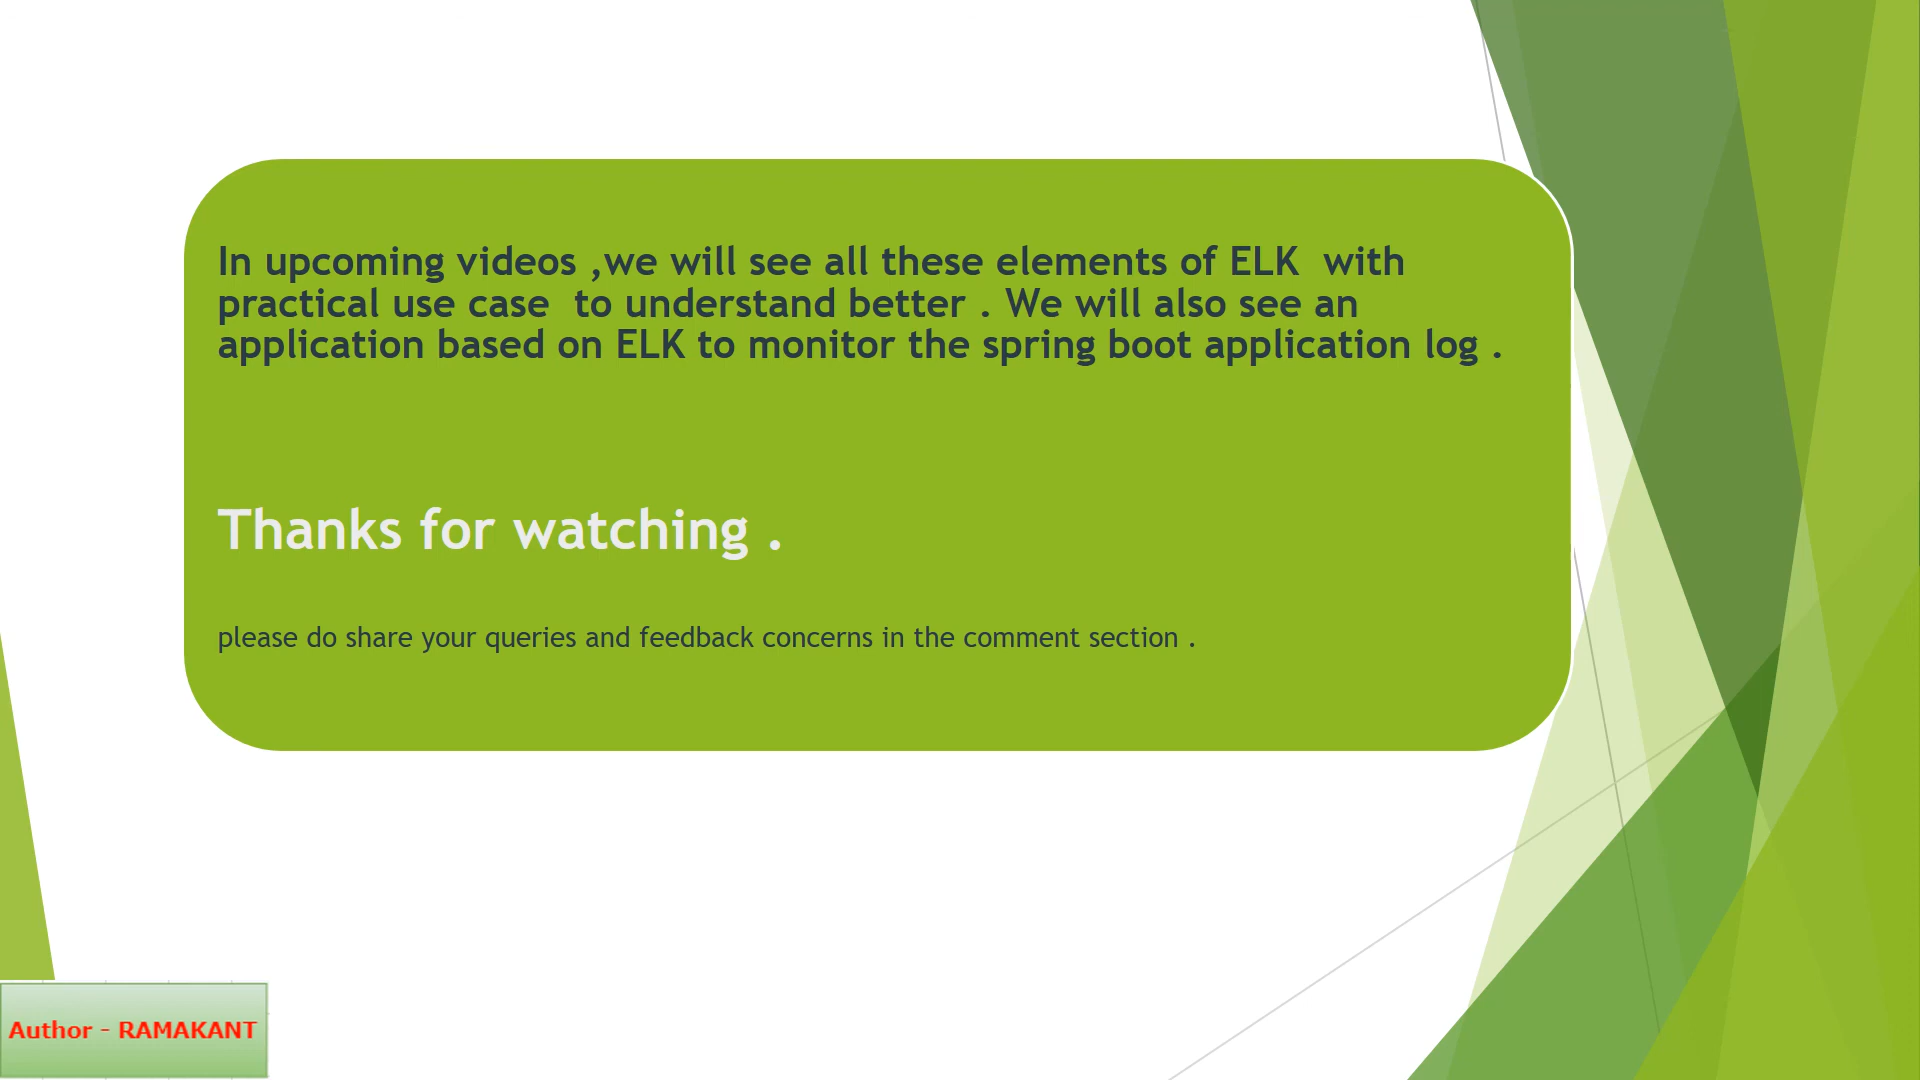 In upcoming videos ,we will see all these elements of ELK  with
practical use case  to understand better . We will also see an
application based on ELK to monitor the spring boot application log .
Thanks for watching .
please do share your queries and feedback concerns in the comment section .
Author - RAMAKANT